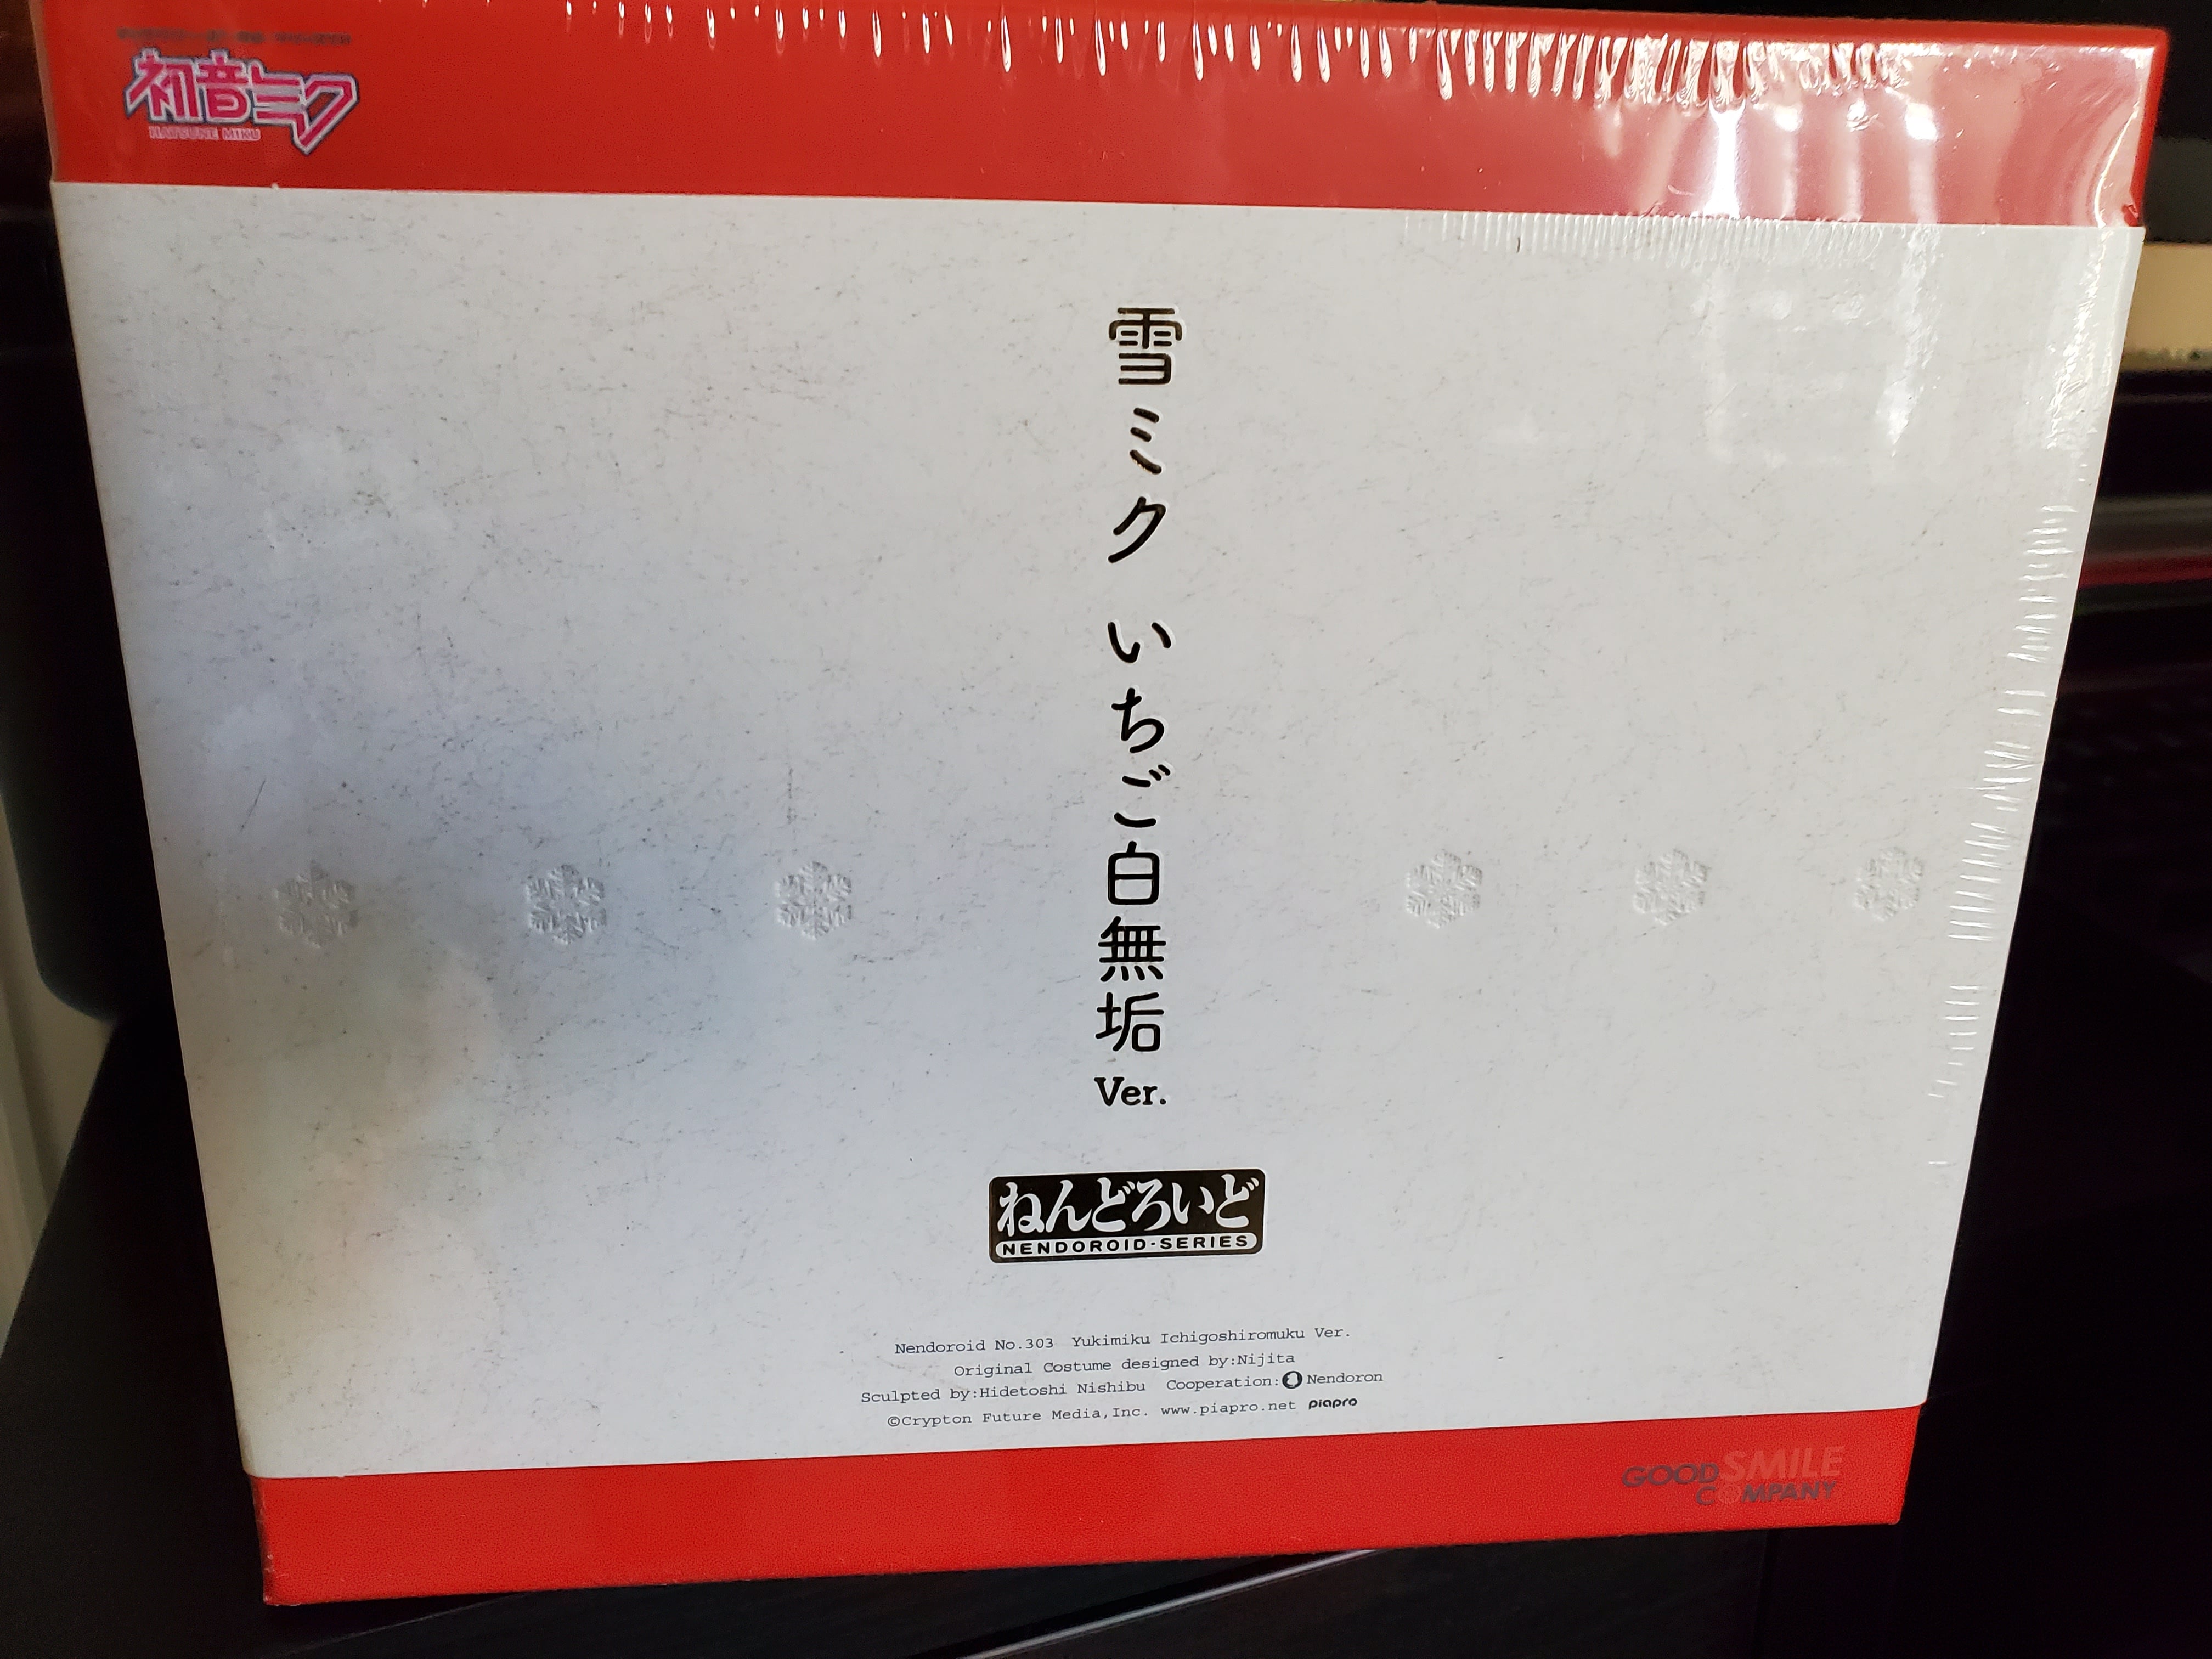 初音ミク
HATSUNE MIKU
雪ミク いちご白無垢
Ver.
ねんどろいど
NENDOROID·SERIES
Nendoroid No.303 Yukimiku Ichigoshiromuku Ver.
Original Costume designed by:Nijita
Sculpted by:Hidetoshi Nishibu Cooperation: Nendoron
©Crypton Future Media,Inc. www.piapro.net piapro
GOOD SMILE
COMPANY